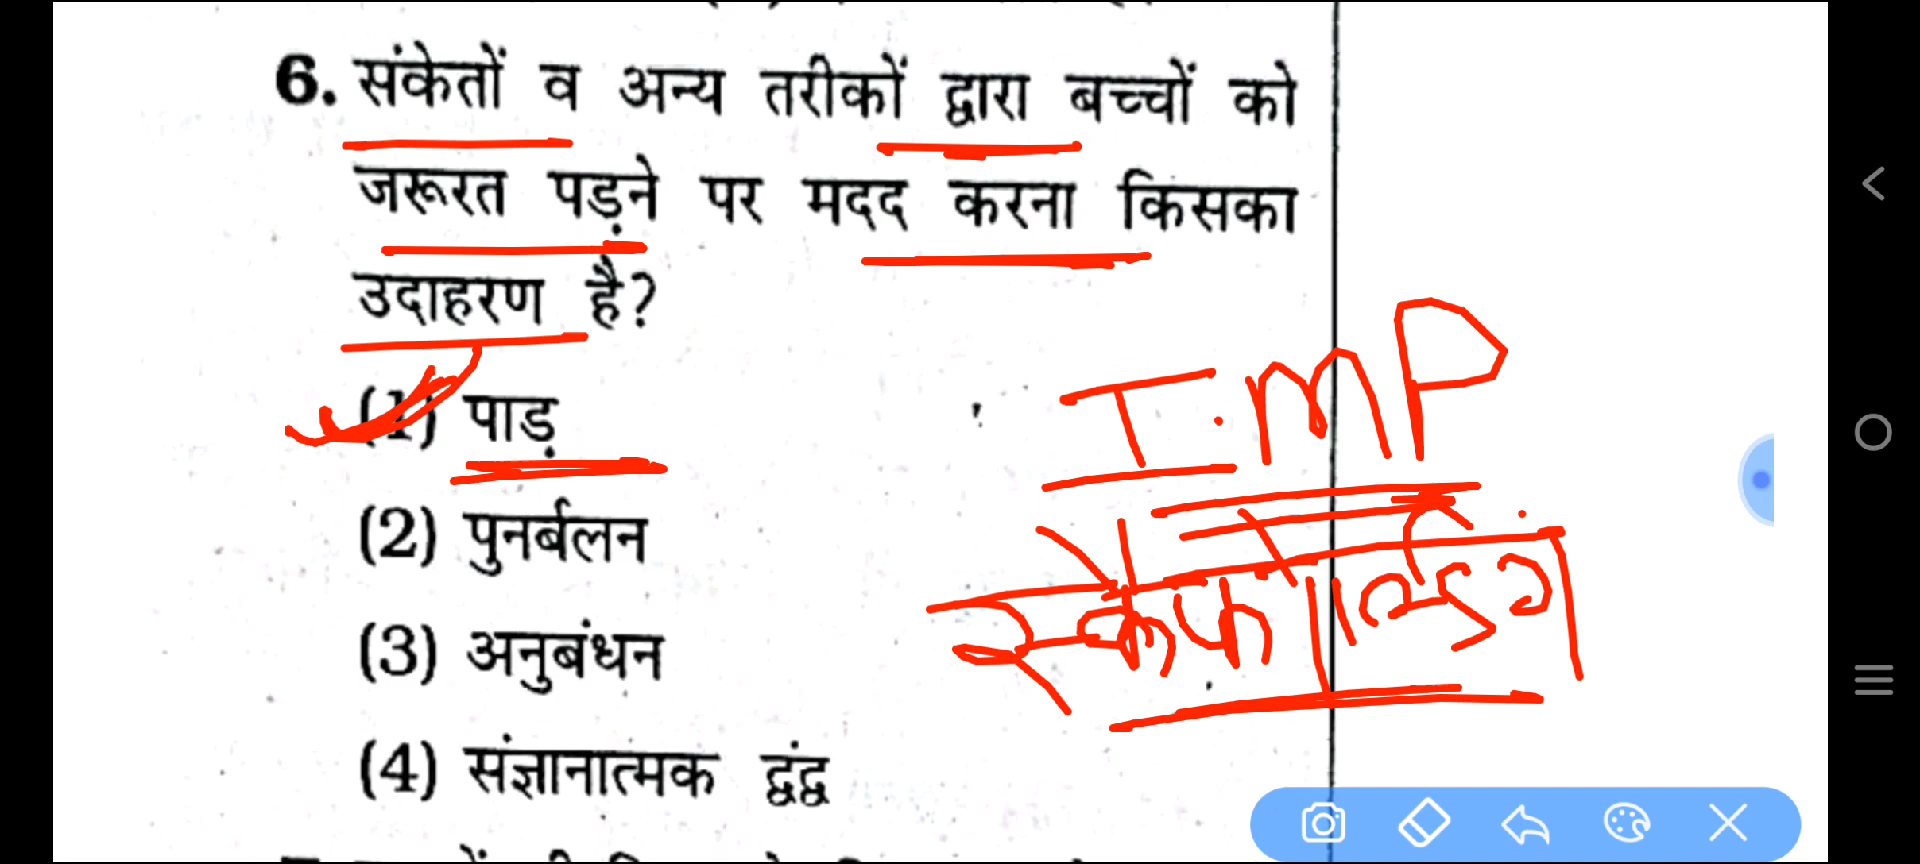 6. संकेतों व अन्य तरीकों द्वारा बच्चों को
जरूरत पड़ने पर मदद करना किसका
उदाहरण है?
(1) पाड़
(2) पुनर्बलन
(3) अनुबंधन
(4) संज्ञानात्मक द्वंद्व
I.MP